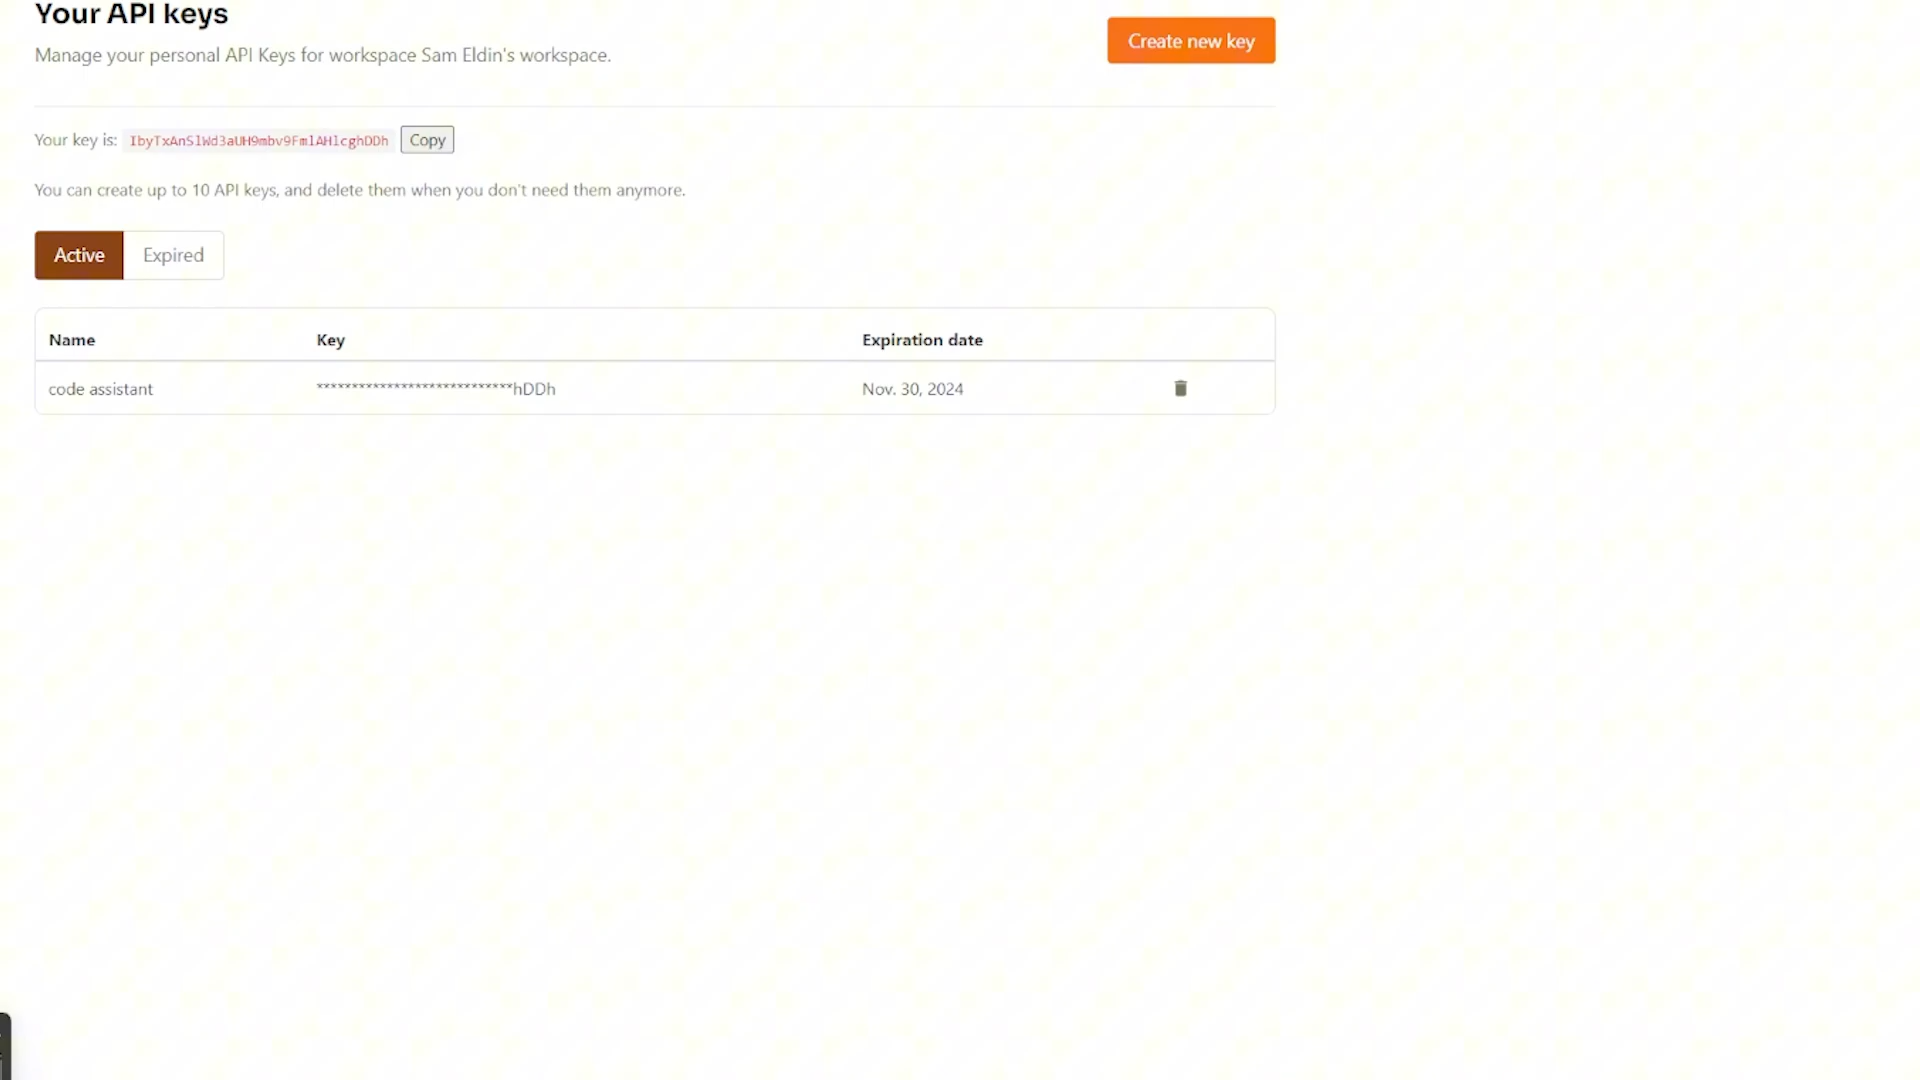 Your API keys
Manage your personal API Keys for workspace Sam Eldin's workspace.
Create new key
Your key is: IbyTxAnSlWd3aUH9mbv9FmlAHlcghDDh Copy
You can create up to 10 API keys, and delete them when you don't need them anymore.
Active Expired
Name Key Expiration date
code assistant ****************************hDDh Nov. 30, 2024